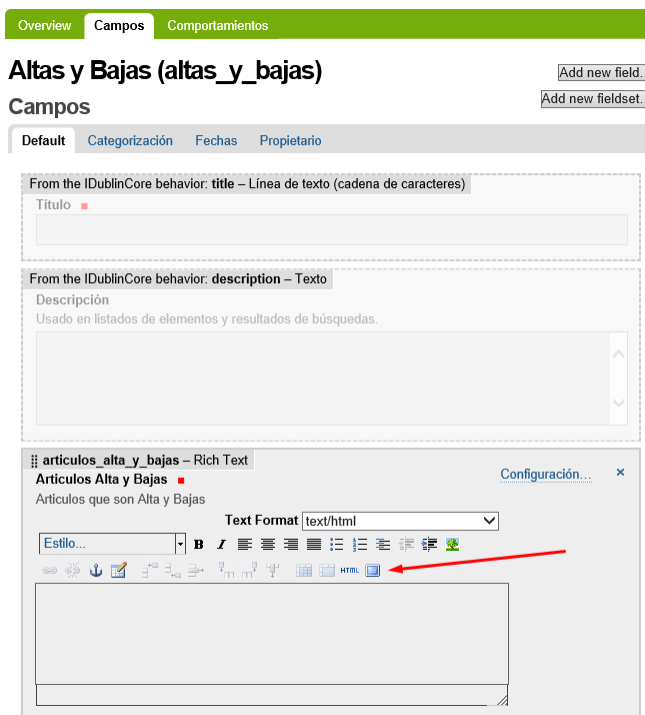 Overview Campos Comportamientos
Altas y Bajas (altas_y_bajas)
Add new field.
Campos
Add new fieldset.
Default Categorización Fechas Propietario
From the IDublinCore behavior: title – Línea de texto (cadena de caracteres)
Título
From the IDublinCore behavior: description – Texto
Descripción
Usado en listados de elementos y resultados de búsquedas.
articulos_alta_y_bajas – Rich Text
Articulos Alta y Bajas
Configuración... ×
Articulos que son Alta y Bajas
Text Format text/html
Estilo... B I
HTML